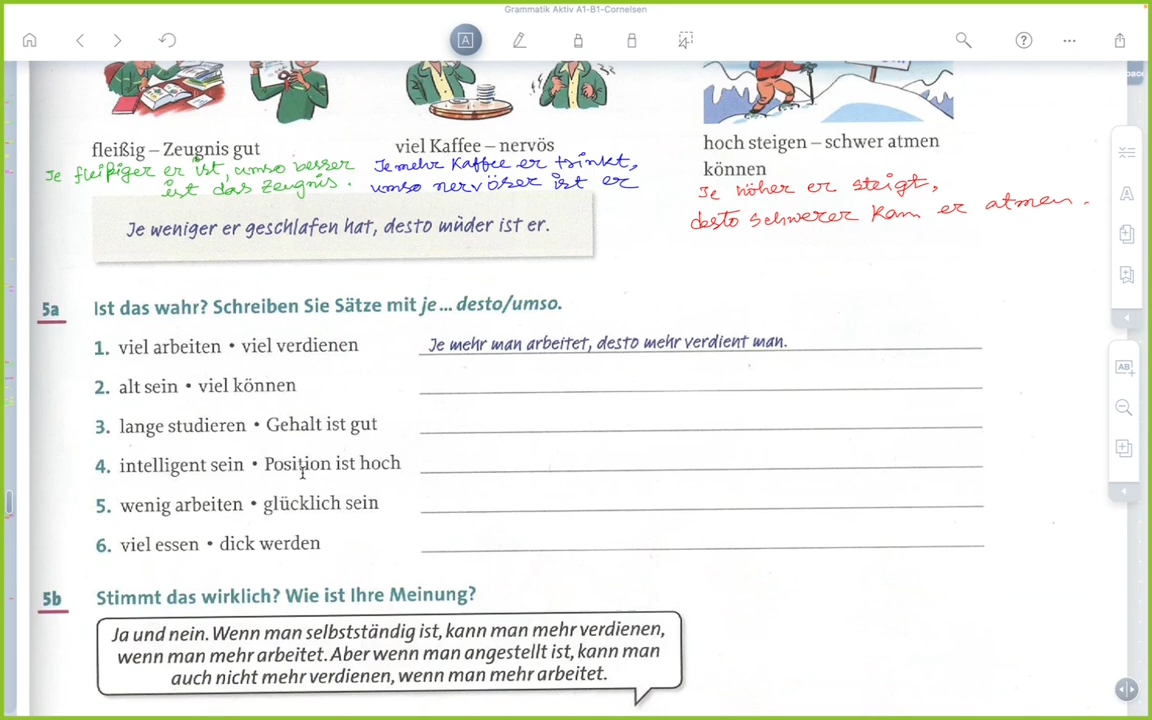 Grammatik Aktiv A1-B1-Cornelsen
fleißig – Zeugnis gut
viel Kaffee – nervös
hoch steigen – schwer atmen
können
Je fleißiger er ist, umso besser
ist das Zeugnis.
Je mehr Kaffee er trinkt,
umso nervöser ist er
Je höher er steigt,
desto schwerer kann er atmen.
Je weniger er geschlafen hat, desto müder ist er.
5a Ist das wahr? Schreiben Sie Sätze mit je ... desto/umso.
1. viel arbeiten • viel verdienen Je mehr man arbeitet, desto mehr verdient man.
2. alt sein • viel können
3. lange studieren • Gehalt ist gut
4. intelligent sein • Position ist hoch
5. wenig arbeiten • glücklich sein
6. viel essen • dick werden
5b Stimmt das wirklich? Wie ist Ihre Meinung?
Ja und nein. Wenn man selbstständig ist, kann man mehr verdienen,
wenn man mehr arbeitet. Aber wenn man angestellt ist, kann man
auch nicht mehr verdienen, wenn man mehr arbeitet.